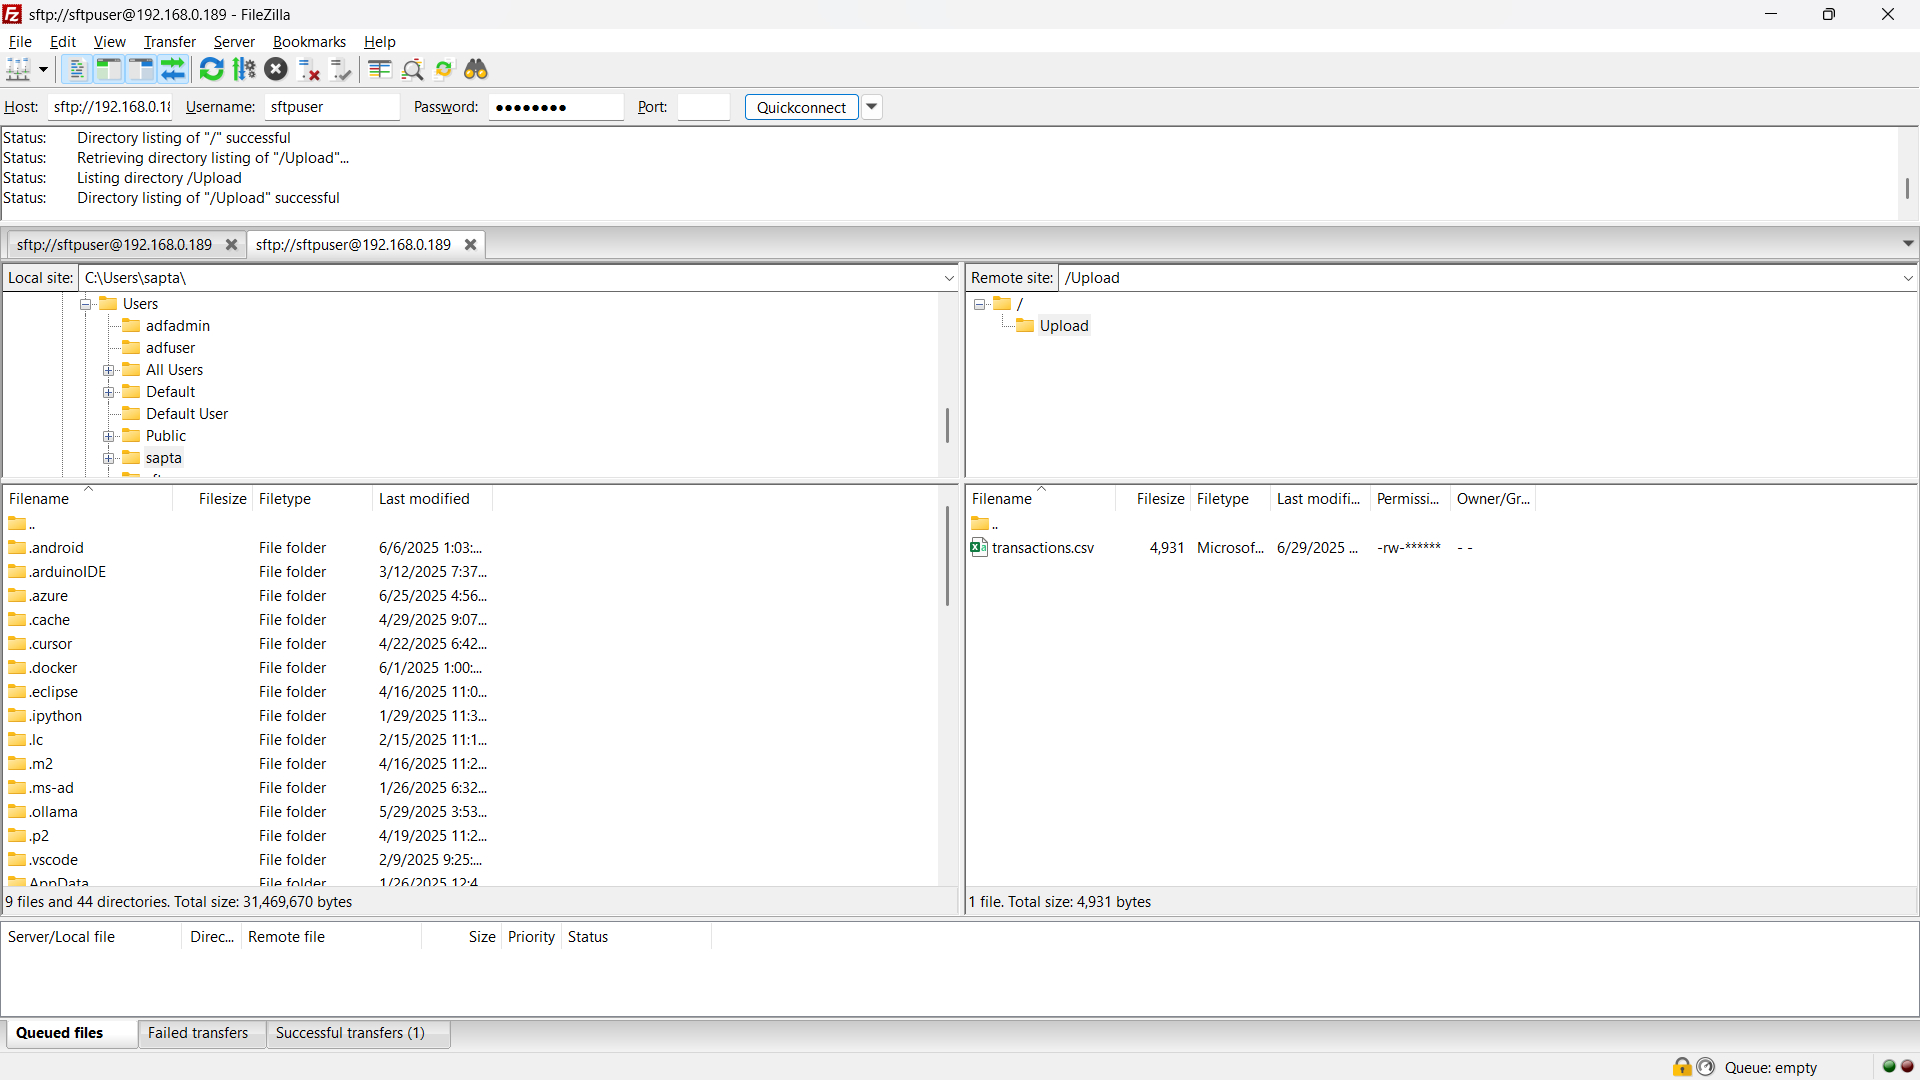 sftp://sftpuser@192.168.0.189 - FileZilla
File Edit View Transfer Server Bookmarks Help
Host: sftp://192.168.0.18 Username: sftpuser Password: ●●●●●●●● Port: Quickconnect
Status: Directory listing of "/" successful
Status: Retrieving directory listing of "/Upload"...
Status: Listing directory /Upload
Status: Directory listing of "/Upload" successful
sftp://sftpuser@192.168.0.189 sftp://sftpuser@192.168.0.189
Local site: C:\Users\sapta\
Users
adfadmin
adfuser
All Users
Default
Default User
Public
sapta
Remote site: /Upload
/
Upload
Filename Filesize Filetype Last modified
..
.android File folder 6/6/2025 1:03:...
.arduinoIDE File folder 3/12/2025 7:37...
.azure File folder 6/25/2025 4:56...
.cache File folder 4/29/2025 9:07...
.cursor File folder 4/22/2025 6:42...
.docker File folder 6/1/2025 1:00:...
.eclipse File folder 4/16/2025 11:0...
.ipython File folder 1/29/2025 11:3...
.lc File folder 2/15/2025 11:1...
.m2 File folder 4/16/2025 11:2...
.ms-ad File folder 1/26/2025 6:32...
.ollama File folder 5/29/2025 3:53...
.p2 File folder 4/19/2025 11:2...
.vscode File folder 2/9/2025 9:25:...
AppData File folder 1/26/2025 12:4
9 files and 44 directories. Total size: 31,469,670 bytes
Filename Filesize Filetype Last modifi... Permissi... Owner/Gr...
..
transactions.csv 4,931 Microsof... 6/29/2025 ... -rw-****** - -
1 file. Total size: 4,931 bytes
Server/Local file Direc... Remote file Size Priority Status
Queued files Failed transfers Successful transfers (1)
Queue: empty